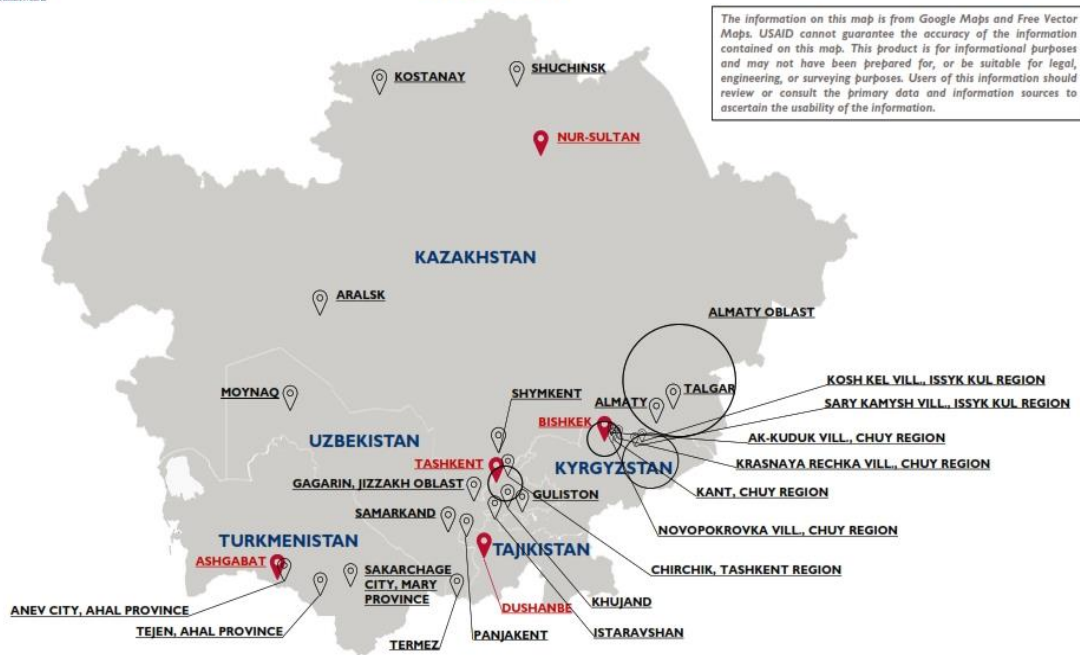 The information on this map is from Google Maps and Free Vector
Maps. USAID cannot guarantee the accuracy of the information
contained on this map. This product is for informational purposes
and may not have been prepared for, or be suitable for legal,
engineering, or surveying purposes. Users of this information should
review or consult the primary data and information sources to
ascertain the usability of the information.
KOSTANAY
SHUCHINSK
NUR-SULTAN
KAZAKHSTAN
ARALSK
ALMATY OBLAST
MOYNAQ
SHYMKENT
ALMATY
TALGAR
KOSH KEL VILL., ISSYK KUL REGION
SARY KAMYSH VILL., ISSYK KUL REGION
BISHKEK
UZBEKISTAN
AK-KUDUK VILL., CHUY REGION
TASHKENT
KYRGYZSTAN
KRASNAYA RECHKA VILL., CHUY REGION
GAGARIN, JIZZAKH OBLAST
GULISTON
KANT, CHUY REGION
SAMARKAND
NOVOPOKROVKA VILL., CHUY REGION
TURKMENISTAN
TAJIKISTAN
ASHGABAT
SAKARCHAGE
CITY, MARY
PROVINCE
CHIRCHIK, TASHKENT REGION
ANEV CITY, AHAL PROVINCE
DUSHANBE
KHUJAND
TEJEN, AHAL PROVINCE
TERMEZ
PANJAKENT
ISTARAVSHAN